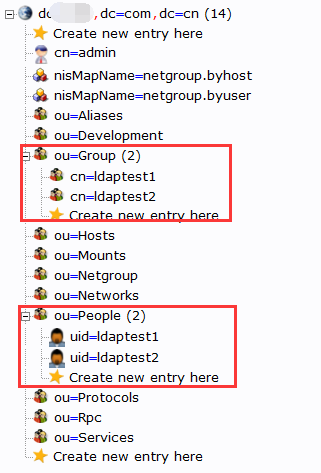 dc ,dc=com,dc=cn (14)
Create new entry here
cn=admin
nisMapName=netgroup.byhost
nisMapName=netgroup.byuser
ou=Aliases
ou=Development
ou=Group (2)
cn=ldaptest1
cn=ldaptest2
Create new entry here
ou=Hosts
ou=Mounts
ou=Netgroup
ou=Networks
ou=People (2)
uid=ldaptest1
uid=ldaptest2
Create new entry here
ou=Protocols
ou=Rpc
ou=Services
Create new entry here